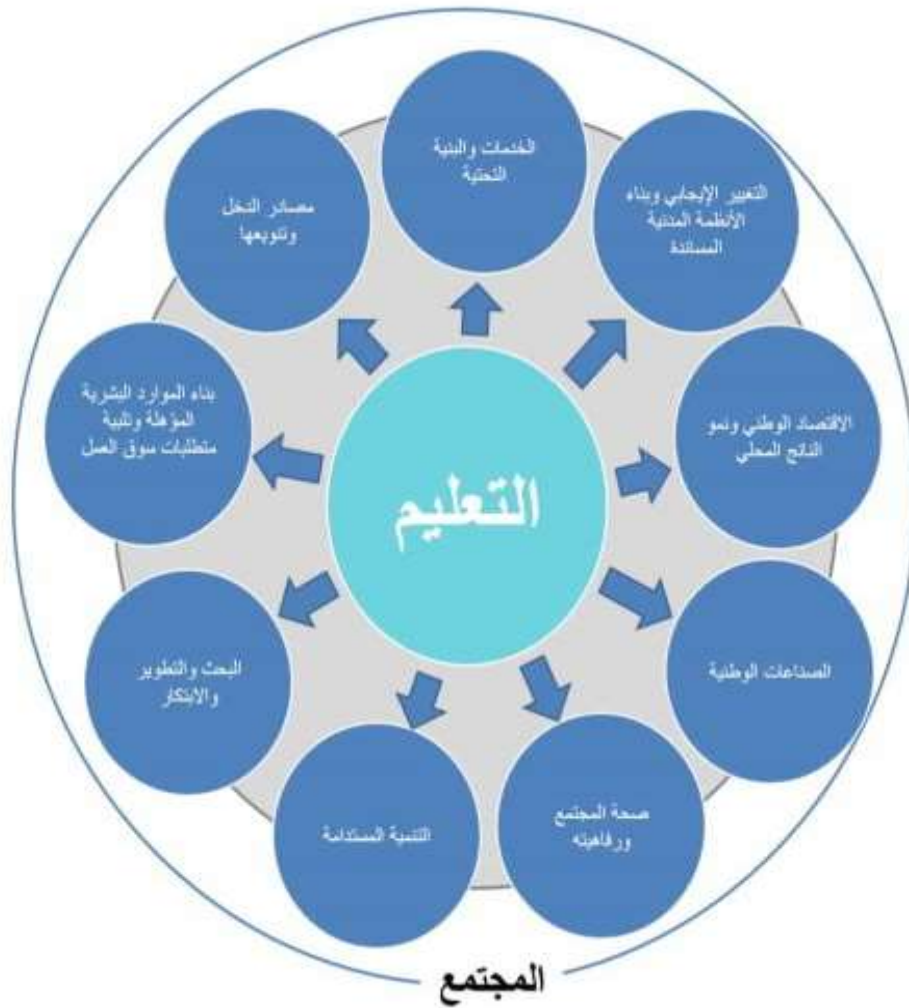 الخدمات والبنية
التحتية
التغيير الإيجابي وبناء
الأنظمة المدنية
المساندة
الاقتصاد الوطني ونمو
الناتج المحلي
الصناعات الوطنية
صحة المجتمع
ورفاهيته
التنمية المستدامة
البحث والتطوير
والابتكار
بناء الموارد البشرية
المؤهلة وتلبية
متطلبات سوق العمل
مصادر الدخل
وتنويعها
التعليم
المجتمع